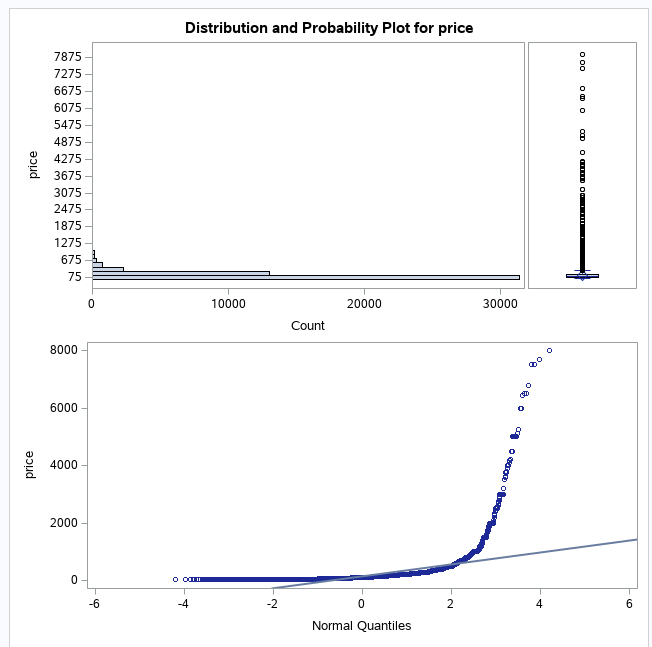 Distribution and Probability Plot for price
7875
7275
6675
6075
5475
4875
4275
3675
3075
2475
1875
1275
675
75
price
0 10000 20000 30000
Count
8000
6000
4000
2000
0
price
-6 -4 -2 0 2 4 6
Normal Quantiles